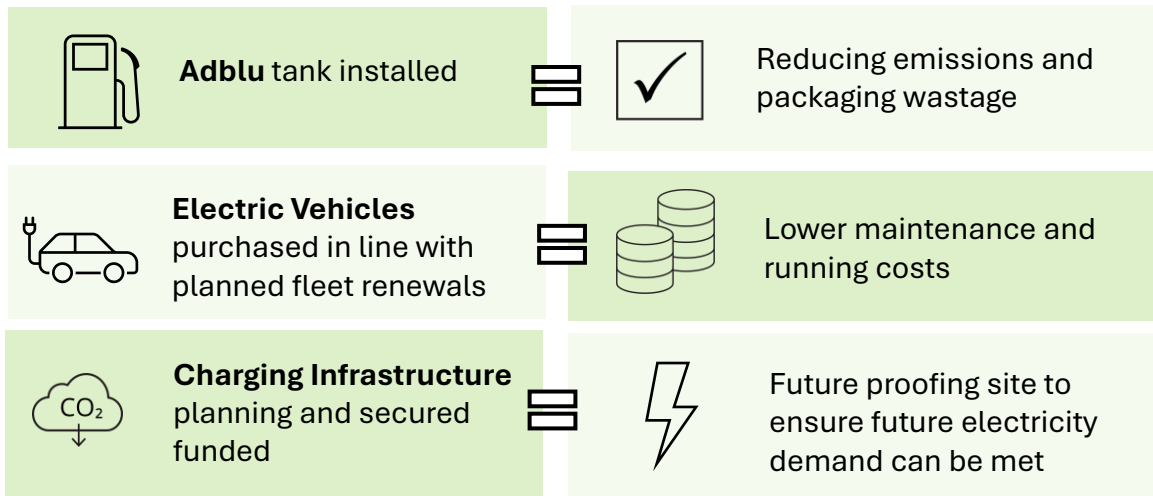 Adblu tank installed
Reducing emissions and
packaging wastage
Electric Vehicles
purchased in line with
planned fleet renewals
Lower maintenance and
running costs
CO₂
Charging Infrastructure
planning and secured
funded
Future proofing site to
ensure future electricity
demand can be met